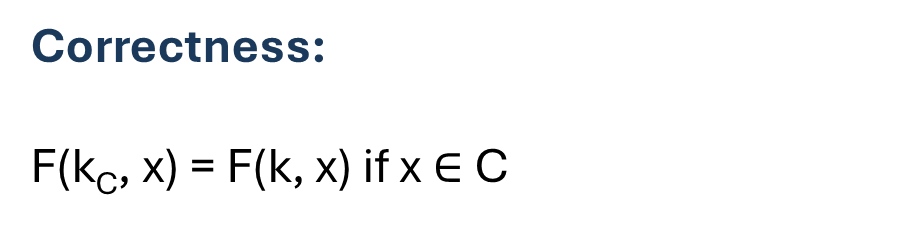 Correctness:
F(k_C, x) = F(k, x) if x ∈ C